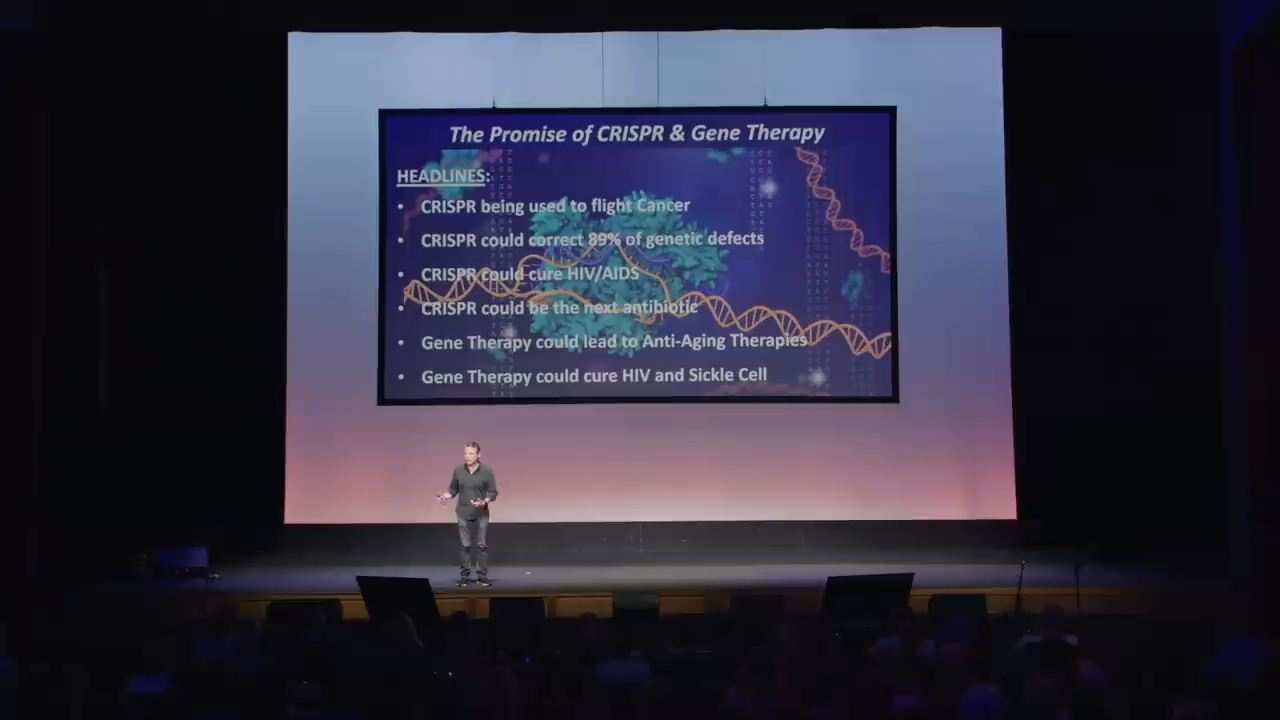 The Promise of CRISPR & Gene Therapy
HEADLINES:
• CRISPR being used to flight Cancer
• CRISPR could correct 89% of genetic defects
• CRISPR could cure HIV/AIDS
• CRISPR could be the next antibiotic
• Gene Therapy could lead to Anti-Aging Therapies
• Gene Therapy could cure HIV and Sickle Cell